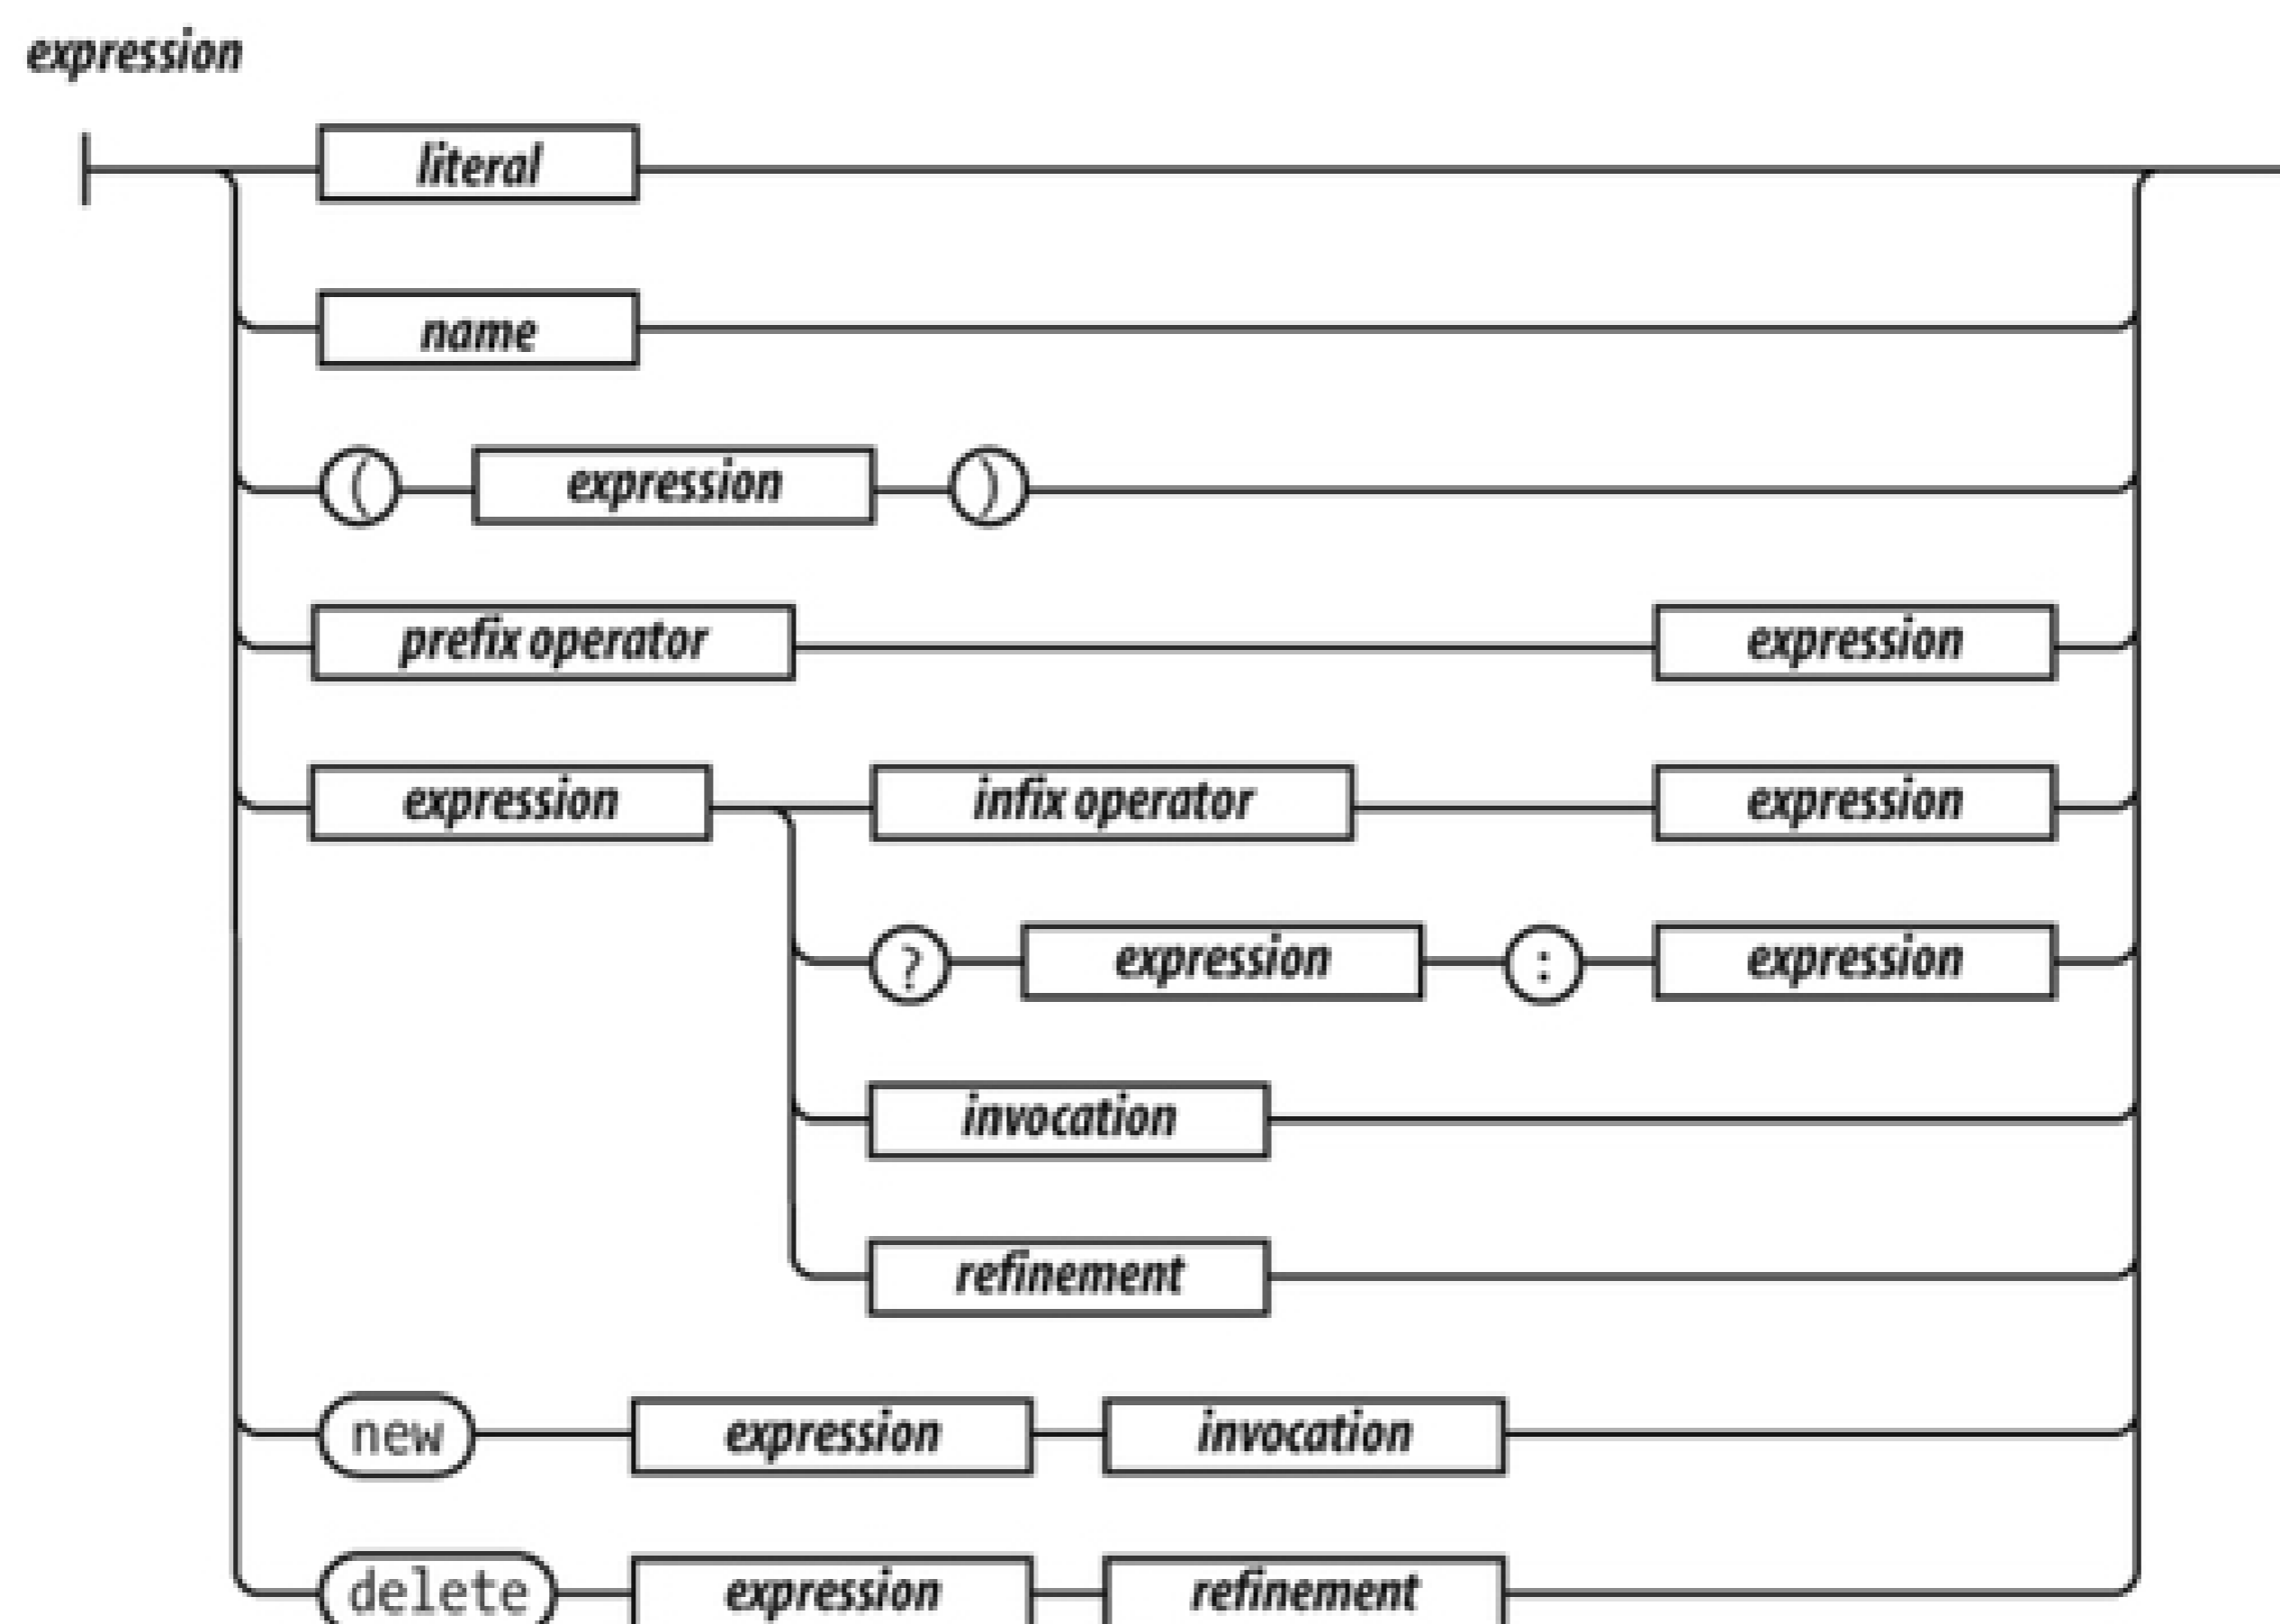 expression
literal
name
( expression )
prefix operator expression
expression infix operator expression
? expression : expression
invocation
refinement
new expression invocation
delete expression refinement